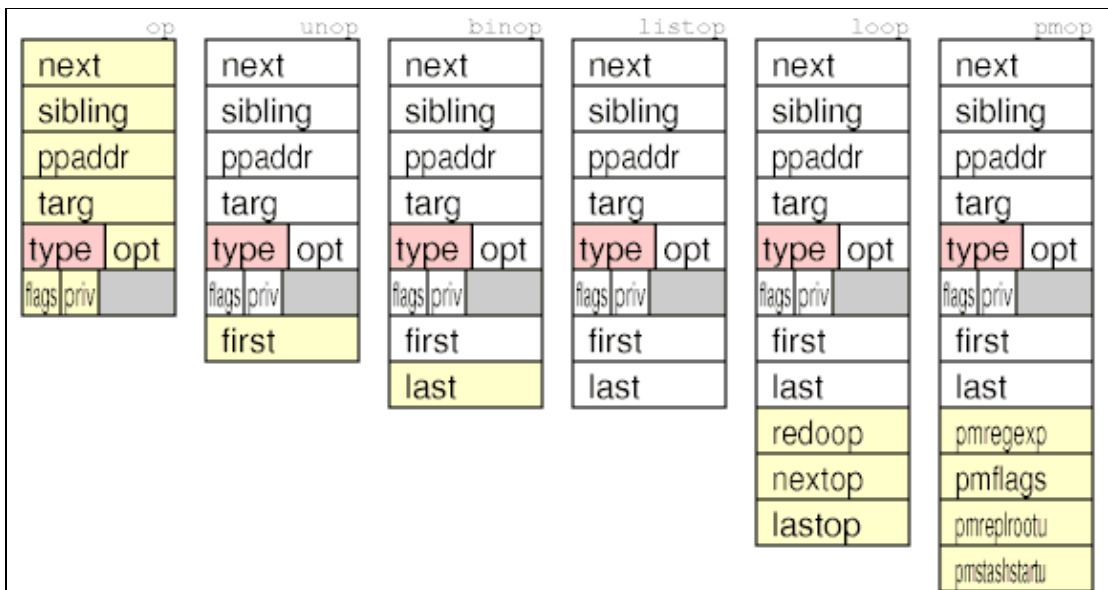 op unop binop listop loop pmop
next next next next next next
sibling sibling sibling sibling sibling sibling
ppaddr ppaddr ppaddr ppaddr ppaddr ppaddr
targ targ targ targ targ targ
type opt type opt type opt type opt type opt type opt
flags priv flags priv flags priv flags priv flags priv flags priv
first first first first first
last last last last
redoop pmregexp
nextop pmflags
lastop pmreplrootu
pmstashstartu